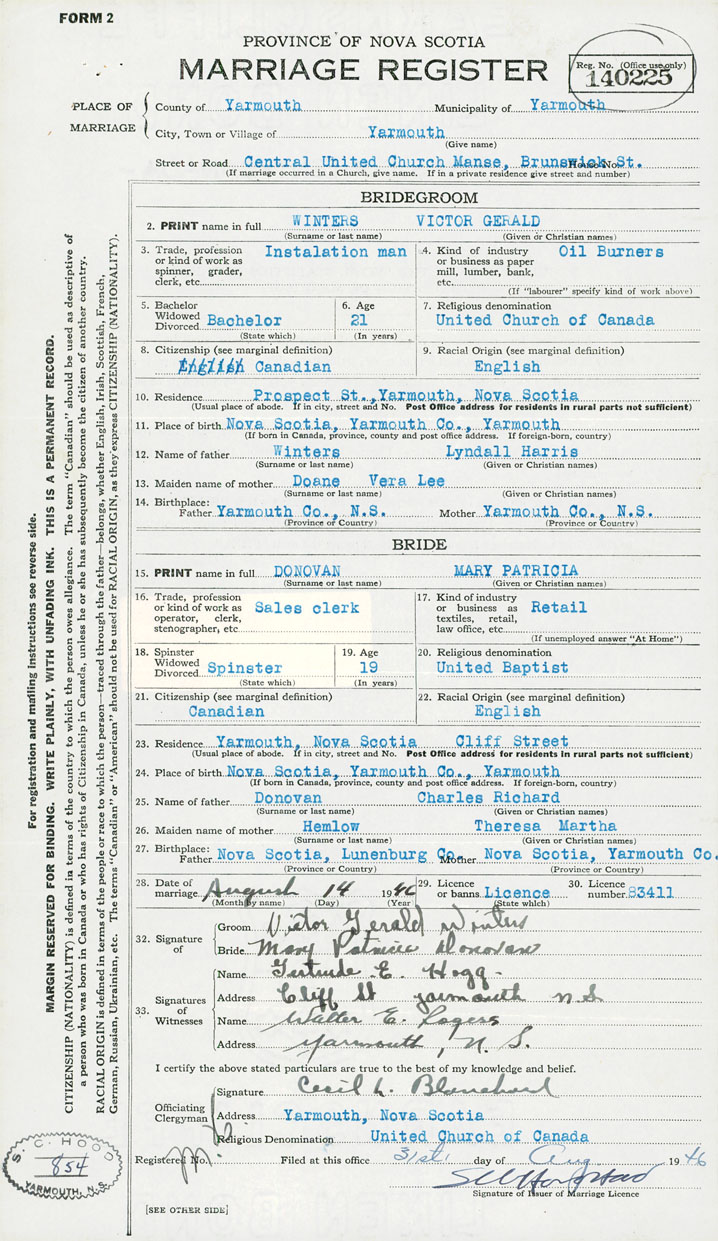 FORM 2
PROVINCE OF NOVA SCOTIA
MARRIAGE REGISTER
Reg. No. (Office use only)
140225
PLACE OF MARRIAGE
County of Yarmouth Municipality of Yarmouth
City, Town or Village of Yarmouth
(Give name)
Street or Road Central United Church Manse, Brunswick St. House No.
(If marriage occurred in a Church, give name. If in a private residence give street and number)
BRIDEGROOM
2. PRINT name in full WINTERS VICTOR GERALD
(Surname or last name) (Given or Christian names)
3. Trade, profession or kind of work as spinner, grader, clerk, etc. Instalation man
4. Kind of industry or business as paper mill, lumber, bank, etc. Oil Burners
(If "labourer" specify kind of work above)
5. Bachelor Widowed Divorced Bachelor
(State which)
6. Age 21
(In years)
7. Religious denomination
United Church of Canada
8. Citizenship (see marginal definition)
English Canadian
9. Racial Origin (see marginal definition)
English
10. Residence Prospect St., Yarmouth, Nova Scotia
(Usual place of abode. If in city, street and No. Post Office address for residents in rural parts not sufficient)
11. Place of birth Nova Scotia, Yarmouth Co., Yarmouth
(If born in Canada, province, county and post office address. If foreign-born, country)
12. Name of father Winters Lyndall Harris
(Surname or last name) (Given or Christian names)
13. Maiden name of mother Doane Vera Lee
(Surname or last name) (Given or Christian names)
14. Birthplace:
Father Yarmouth Co., N.S. Mother Yarmouth Co., N.S.
(Province or Country) (Province or Country)
BRIDE
15. PRINT name in full DONOVAN MARY PATRICIA
(Surname or last name) (Given or Christian names)
16. Trade, profession or kind of work as operator, clerk, stenographer, etc. Sales clerk
17. Kind of industry or business as textiles, retail, law office, etc. Retail
(If unemployed answer "At Home")
18. Spinster Widowed Divorced Spinster
(State which)
19. Age 19
(In years)
20. Religious denomination
United Baptist
21. Citizenship (see marginal definition)
Canadian
22. Racial Origin (see marginal definition)
English
23. Residence Yarmouth, Nova Scotia Cliff Street
(Usual place of abode. If in city, street and No. Post Office address for residents in rural parts not sufficient)
24. Place of birth Nova Scotia, Yarmouth Co., Yarmouth
(If born in Canada, province, county and post office address. If foreign-born, country)
25. Name of father Donovan Charles Richard
(Surname or last name) (Given or Christian names)
26. Maiden name of mother Hemlow Theresa Martha
(Surname or last name) (Given or Christian names)
27. Birthplace:
Father Nova Scotia, Lunenburg Co. Mother Nova Scotia, Yarmouth Co.
(Province or Country) (Province or Country)
28. Date of marriage August 14 1946
(Month by name) (Day) (Year)
29. Licence or banns Licence
(State which)
30. Licence number 83411
32. Signature of
Groom Victor Gerald Winters
Bride Mary Patricia Donovan
33. Signatures of Witnesses
Name Gertrude E. Hogg
Address Cliff St Yarmouth N.S
Name Walter E. Rogers
Address Yarmouth, N. S.
I certify the above stated particulars are true to the best of my knowledge and belief.
Officiating Clergyman
Signature Cecil L. Blanchard
Address Yarmouth, Nova Scotia
Religious Denomination United Church of Canada
Registered No. Filed at this office 31st day of Aug 1946
Signature of Issuer of Marriage Licence
[SEE OTHER SIDE]
S. C. HOOD
854
YARMOUTH, N.S.
For registration and mailing instructions see reverse side.
MARGIN RESERVED FOR BINDING. WRITE PLAINLY, WITH UNFADING INK. THIS IS A PERMANENT RECORD.
CITIZENSHIP (NATIONALITY) is defined in terms of the country to which the person owes allegiance. The term "Canadian" should be used as descriptive of
a person who was born in Canada or who has rights of Citizenship in Canada, unless he or she has subsequently become the citizen of another country.
RACIAL ORIGIN is defined in terms of the people or race to which the person—traced through the father—belongs, whether English, Irish, Scottish, French,
German, Russian, Ukrainian, etc. The terms "Canadian" or "American" should not be used for RACIAL ORIGIN, as they express CITIZENSHIP (NATIONALITY).